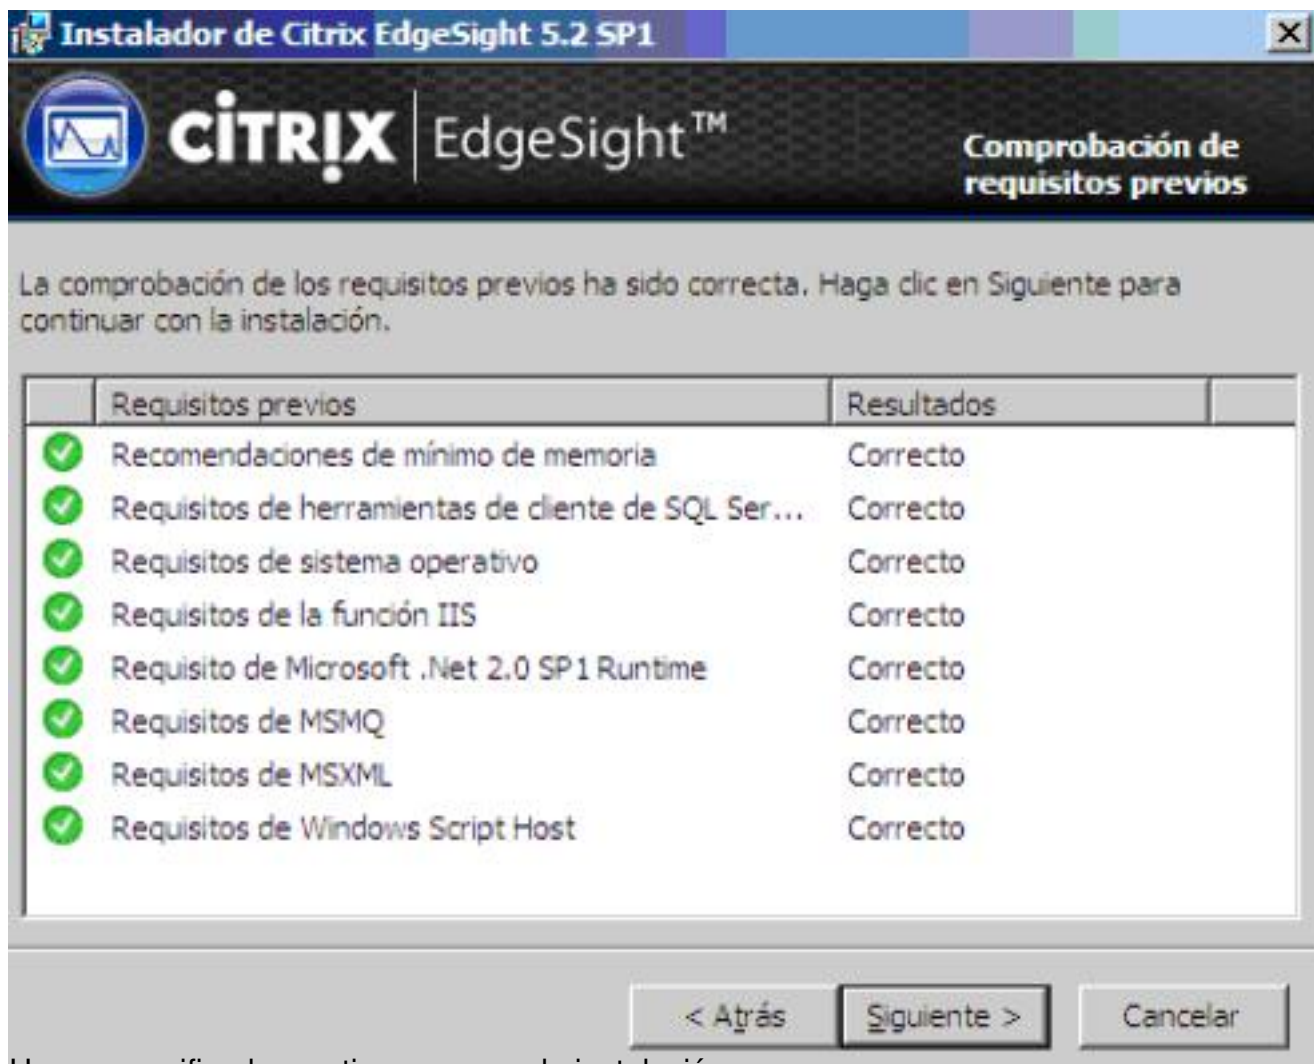 Instalador de Citrix EdgeSight 5.2 SP1
CİTRIX EdgeSight™
Comprobación de
requisitos previos
La comprobación de los requisitos previos ha sido correcta. Haga clic en Siguiente para
continuar con la instalación.
Requisitos previos Resultados
Recomendaciones de mínimo de memoria Correcto
Requisitos de herramientas de cliente de SQL Ser... Correcto
Requisitos de sistema operativo Correcto
Requisitos de la función IIS Correcto
Requisito de Microsoft .Net 2.0 SP1 Runtime Correcto
Requisitos de MSMQ Correcto
Requisitos de MSXML Correcto
Requisitos de Windows Script Host Correcto
< Atrás Siguiente > Cancelar